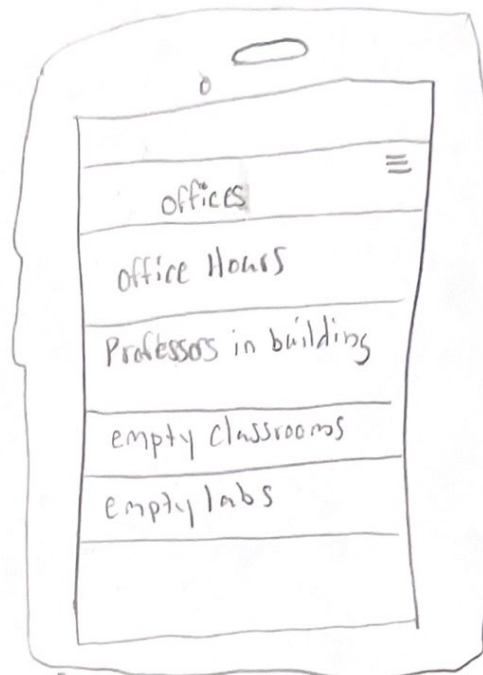 offices
office Hours
Professors in building
empty classrooms
empty labs